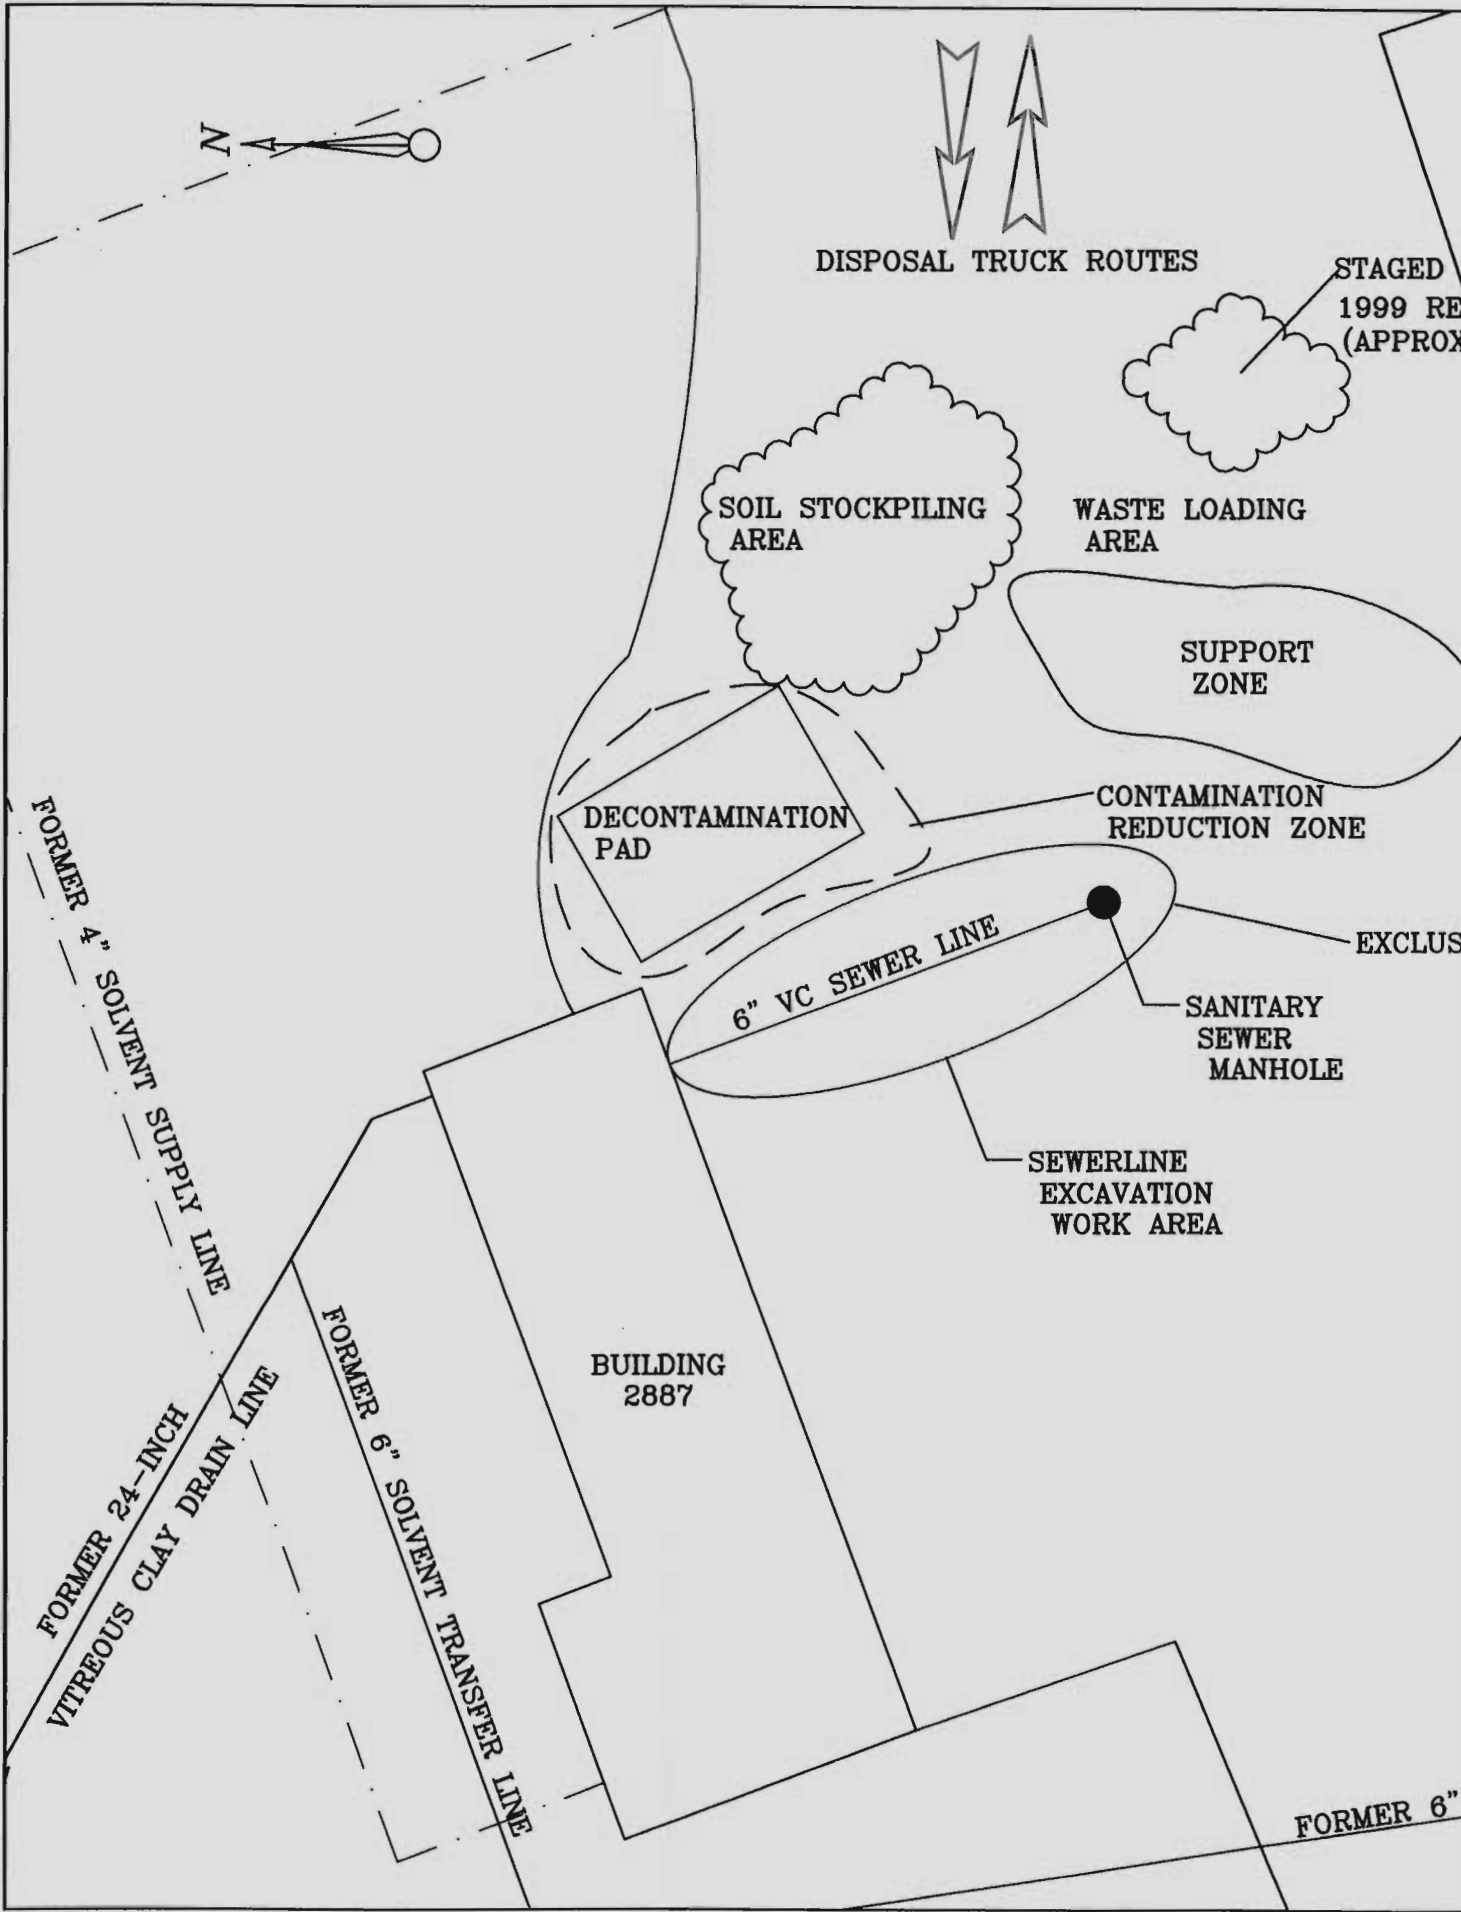 N
DISPOSAL TRUCK ROUTES
STAGED
1999 RE
(APPROX
SOIL STOCKPILING
AREA
WASTE LOADING
AREA
SUPPORT
ZONE
DECONTAMINATION
PAD
CONTAMINATION
REDUCTION ZONE
FORMER 4" SOLVENT SUPPLY LINE
6" VC SEWER LINE
EXCLUS
SANITARY
SEWER
MANHOLE
SEWERLINE
EXCAVATION
WORK AREA
BUILDING
2887
FORMER 24-INCH
VITREOUS CLAY DRAIN LINE
FORMER 6" SOLVENT TRANSFER LINE
FORMER 6"